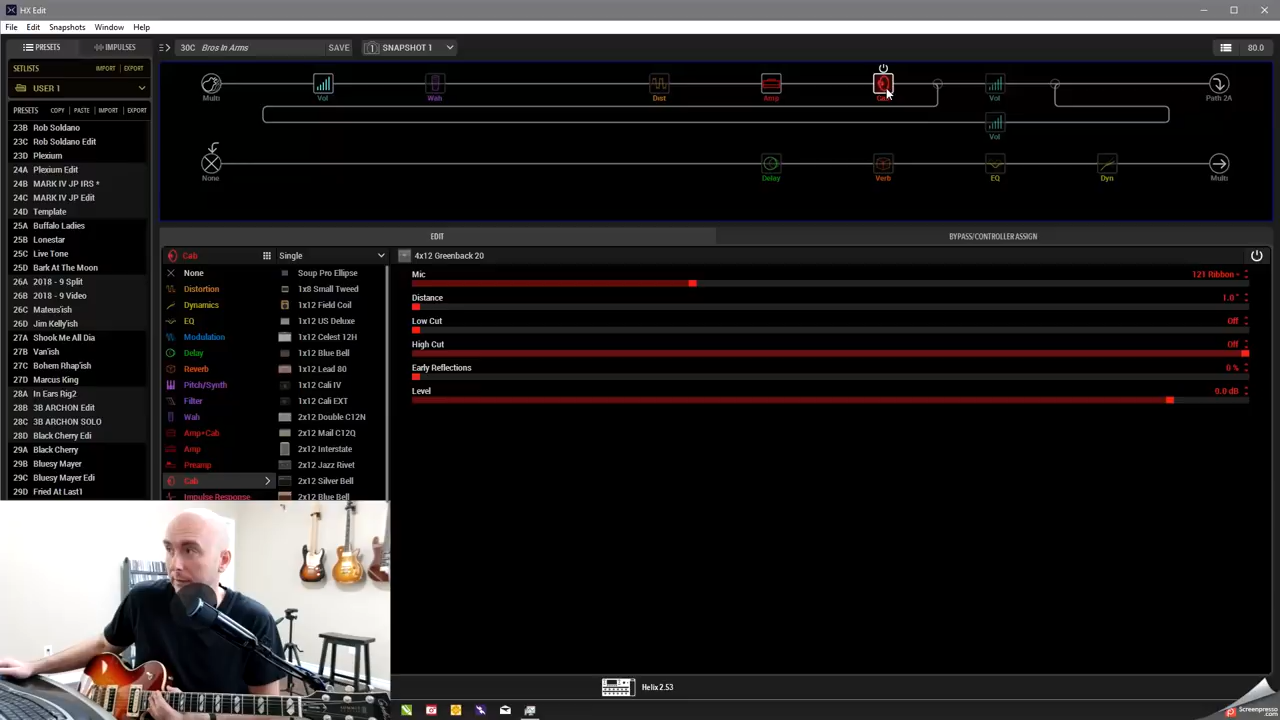 HX Edit
File Edit Snapshots Window Help
PRESETS IMPULSES
30C Bros In Arms SAVE 1 SNAPSHOT 1 80.0
SETLISTS IMPORT EXPORT
USER 1
PRESETS COPY PASTE IMPORT EXPORT
23B Rob Soldano
23C Rob Soldano Edit
23D Plexium
24A Plexium Edit
24B MARK IV JP IRS *
24C MARK IV JP Edit
24D Template
25A Buffalo Ladies
25B Lonestar
25C Live Tone
25D Bark At The Moon
26A 2018 - 9 Split
26B 2018 - 9 Video
26C Mateus'ish
26D Jim Kelly'ish
27A Shook Me All Dia
27B Van'ish
27C Bohem Rhap'ish
27D Marcus King
28A In Ears Rig2
28B 3B ARCHON Edit
28C 3B ARCHON SOLO
28D Black Cherry Edi
29A Black Cherry
29B Bluesy Mayer
29C Bluesy Mayer Edi
29D Fried At Last1
Multi Vol Wah Dist Amp Vol Path 2A
Vol
None Delay Verb EQ Dyn Multi
EDIT BYPASS/CONTROLLER ASSIGN
Cab Single
None
Distortion
Dynamics
EQ
Modulation
Delay
Reverb
Pitch/Synth
Filter
Wah
Amp+Cab
Amp
Preamp
Cab
Impulse Response
Soup Pro Ellipse
1x8 Small Tweed
1x12 Field Coil
1x12 US Deluxe
1x12 Celest 12H
1x12 Blue Bell
1x12 Lead 80
1x12 Cali IV
1x12 Cali EXT
2x12 Double C12N
2x12 Mail C12Q
2x12 Interstate
2x12 Jazz Rivet
2x12 Silver Bell
2x12 Blue Bell
4x12 Greenback 20
Mic 121 Ribbon
Distance 1.0"
Low Cut Off
High Cut Off
Early Reflections 0 %
Level 0.0 dB
Helix 2.53
Screenpresso
.com